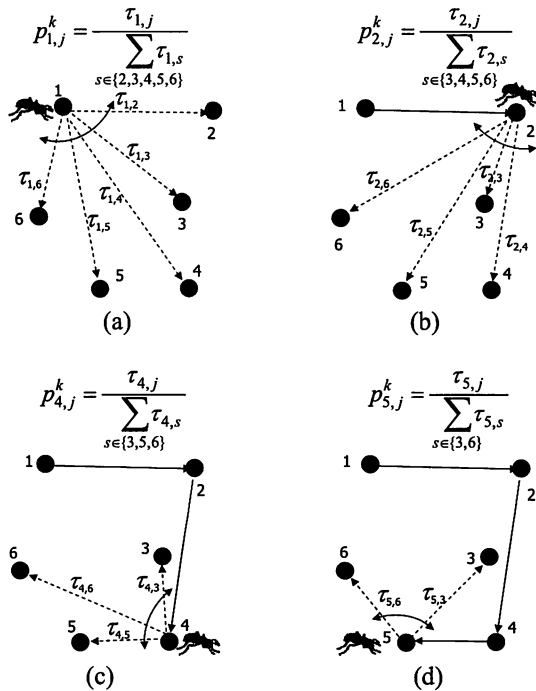 p^k_{1,j} = τ_{1,j} / ∑_{s∈{2,3,4,5,6}} τ_{1,s}
1
τ_{1,2}
2
τ_{1,3}
τ_{1,6}
τ_{1,4}
3
6
τ_{1,5}
5
4
(a)
p^k_{2,j} = τ_{2,j} / ∑_{s∈{3,4,5,6}} τ_{2,s}
1
2
τ_{2,6}
τ_{2,3}
3
6
τ_{2,5}
τ_{2,4}
5
4
(b)
p^k_{4,j} = τ_{4,j} / ∑_{s∈{3,5,6}} τ_{4,s}
1
2
6
3
τ_{4,6}
τ_{4,3}
5
τ_{4,5}
4
(c)
p^k_{5,j} = τ_{5,j} / ∑_{s∈{3,6}} τ_{5,s}
1
2
6
3
τ_{5,6}
τ_{5,3}
5
4
(d)